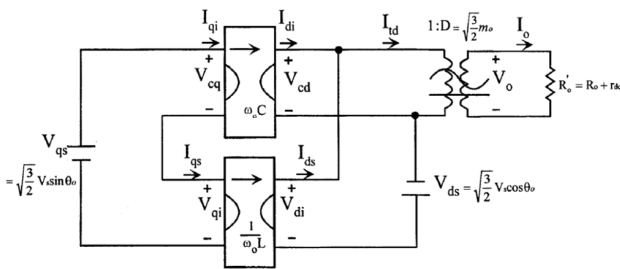 I_qi I_di I_td 1:D=√(3/2) m_o I_o
+ + +
V_cq V_cd V_o R'_o = R_o + r_dc
− − −
ω_o C
V_qs I_qs I_ds
= √(3/2) V_s sinθ_o + + V_ds = √(3/2) V_s cosθ_o
V_qi V_di
− −
1/(ω_o L)